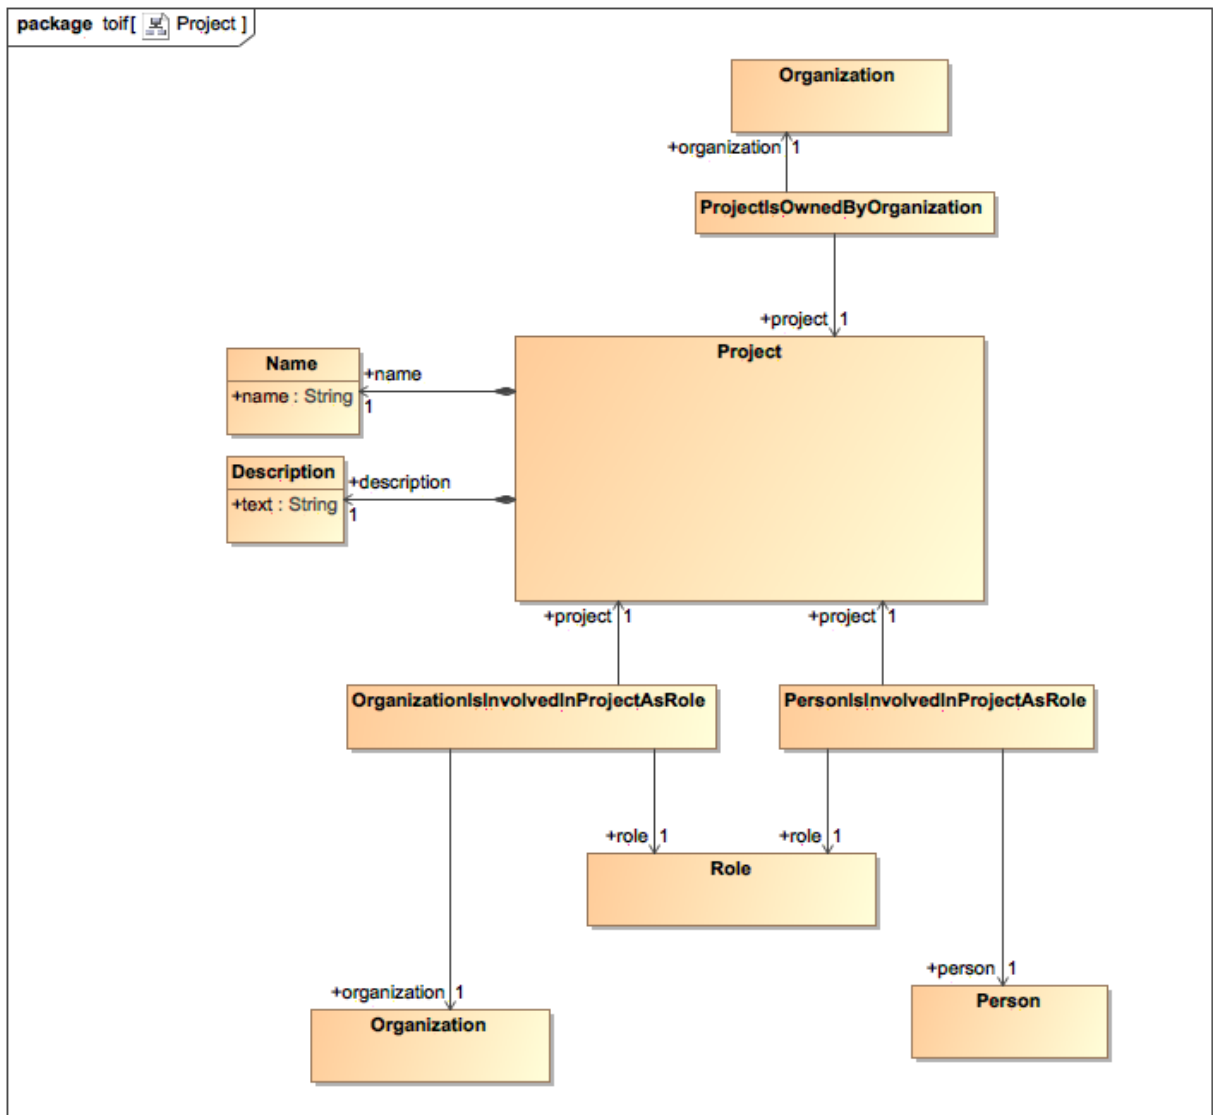 package toif[ Project ]
Organization
+organization 1
ProjectIsOwnedByOrganization
+project 1
Project
Name
+name : String
+name
1
Description
+text : String
+description
1
+project 1
+project 1
OrganizationIsInvolvedInProjectAsRole
PersonIsInvolvedInProjectAsRole
+role 1
+role 1
Role
+person 1
Person
+organization 1
Organization